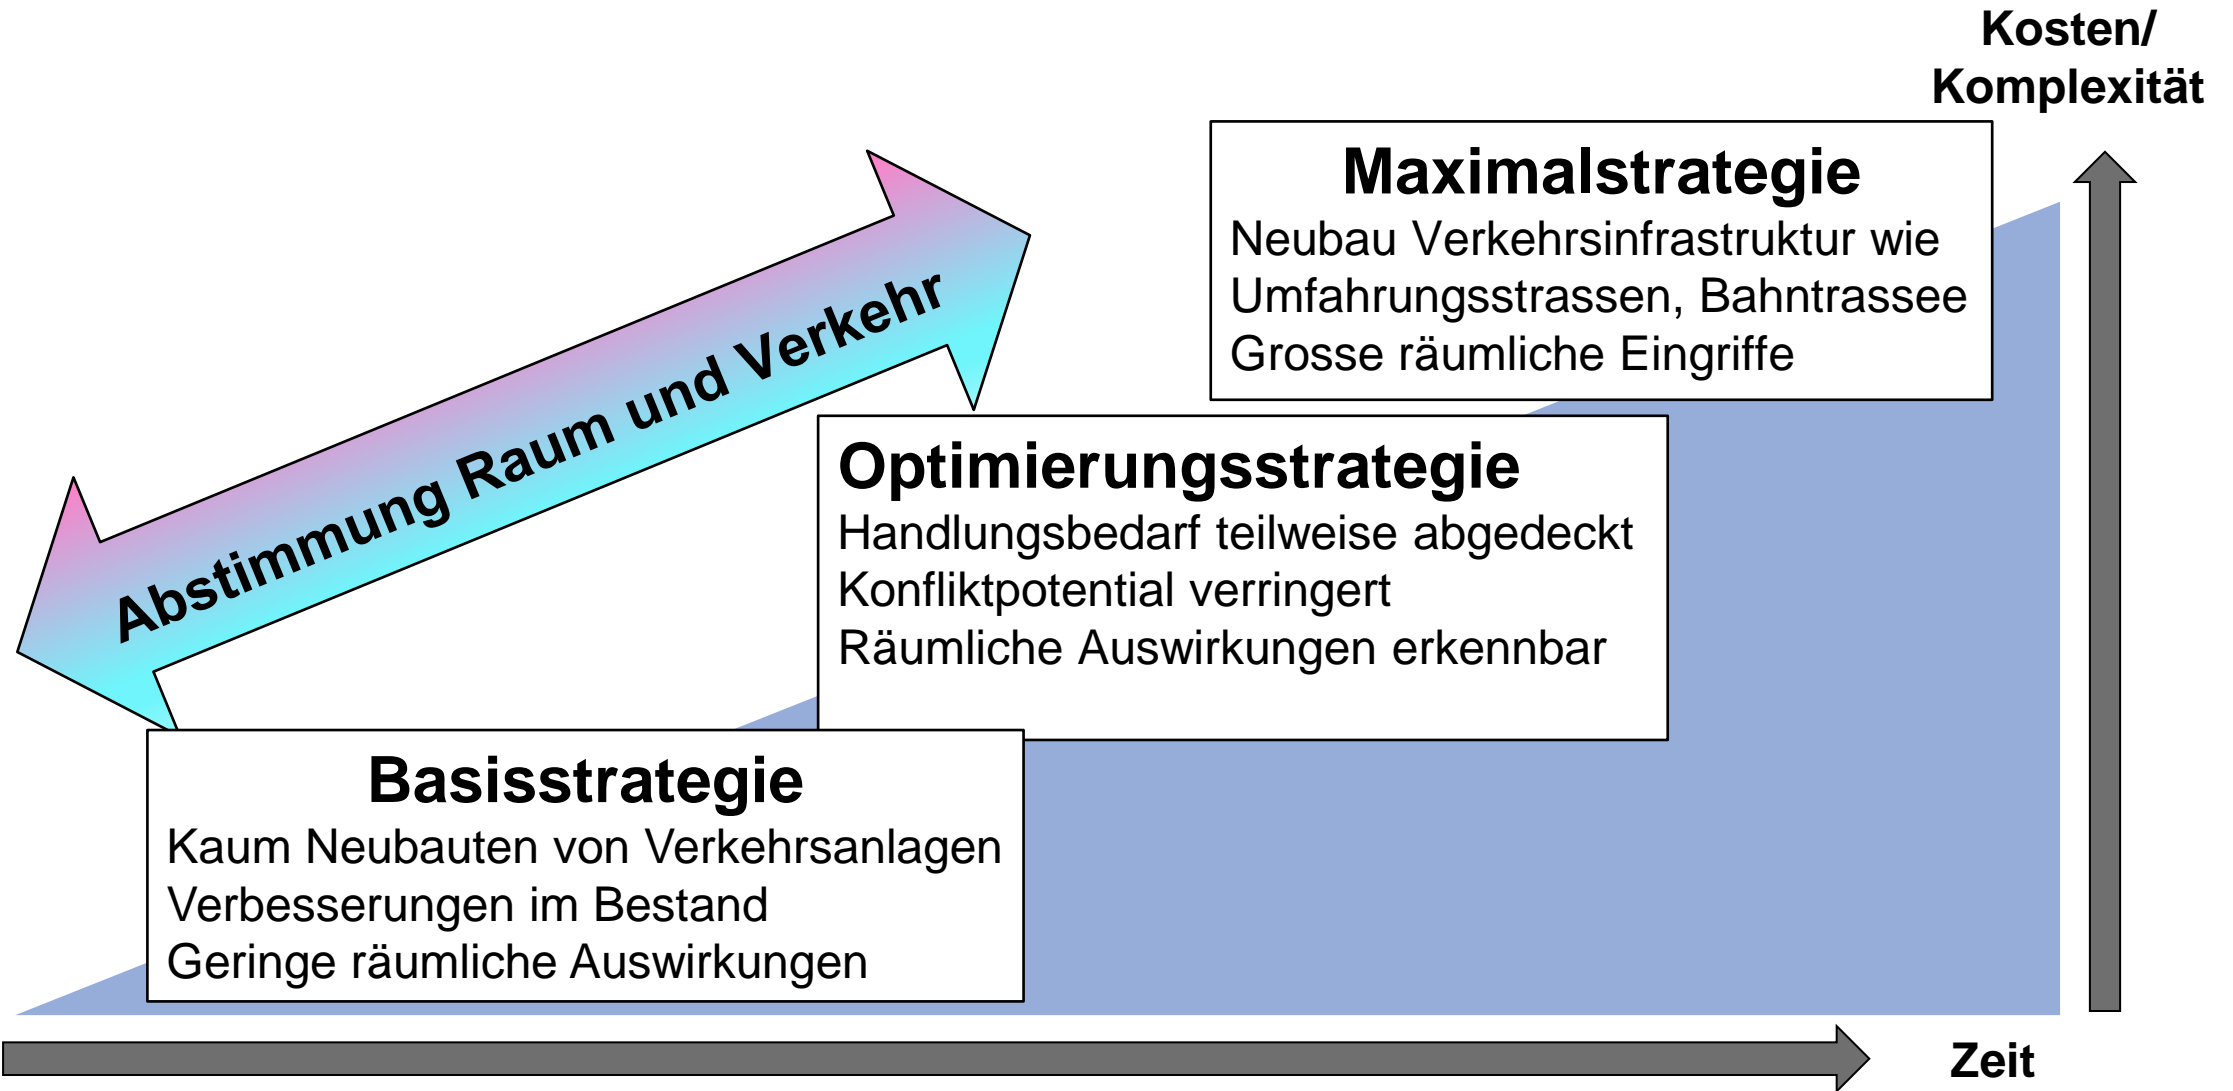 Kosten/
Komplexität
Maximalstrategie
Neubau Verkehrsinfrastruktur wie
Umfahrungsstrassen, Bahntrassee
Grosse räumliche Eingriffe
Abstimmung Raum und Verkehr
Optimierungsstrategie
Handlungsbedarf teilweise abgedeckt
Konfliktpotential verringert
Räumliche Auswirkungen erkennbar
Basisstrategie
Kaum Neubauten von Verkehrsanlagen
Verbesserungen im Bestand
Geringe räumliche Auswirkungen
Zeit